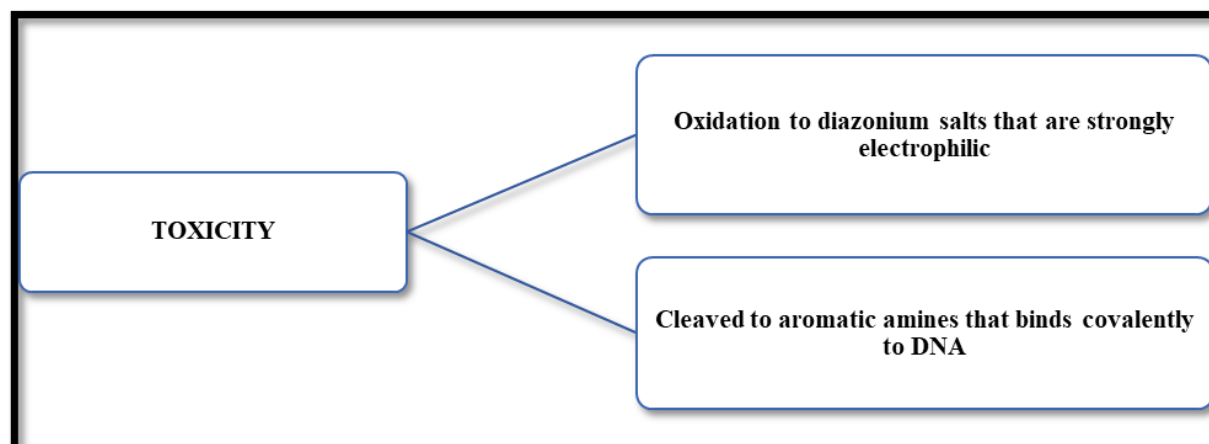 TOXICITY
Oxidation to diazonium salts that are strongly
electrophilic
Cleaved to aromatic amines that binds covalently
to DNA